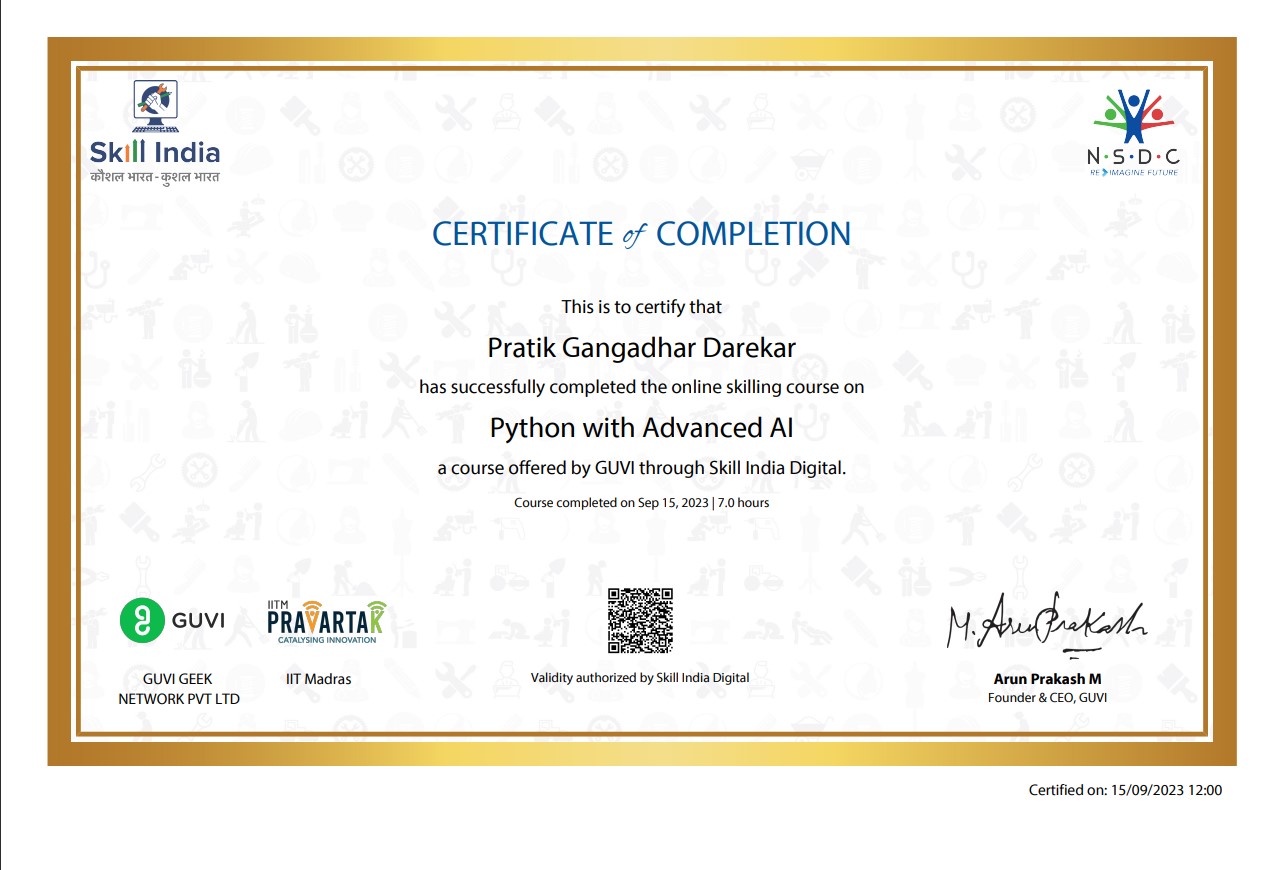 Skill India
कौशल भारत - कुशल भारत
N·S·D·C
RE IMAGINE FUTURE
CERTIFICATE of COMPLETION
This is to certify that
Pratik Gangadhar Darekar
has successfully completed the online skilling course on
Python with Advanced AI
a course offered by GUVI through Skill India Digital.
Course completed on Sep 15, 2023 | 7.0 hours
GUVI
IITM
PRAVARTAK
CATALYSING INNOVATION
M. Arun Prakash
GUVI GEEK
NETWORK PVT LTD
IIT Madras
Validity authorized by Skill India Digital
Arun Prakash M
Founder & CEO, GUVI
Certified on: 15/09/2023 12:00